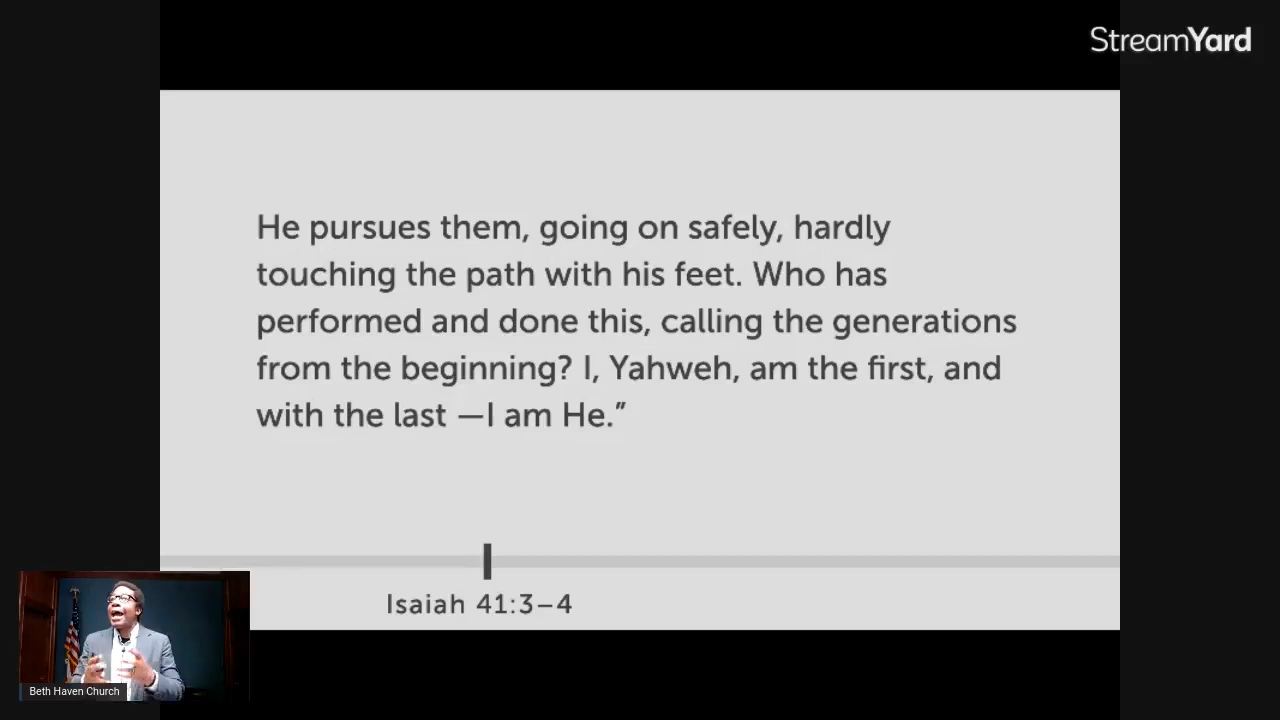 StreamYard
He pursues them, going on safely, hardly
touching the path with his feet. Who has
performed and done this, calling the generations
from the beginning? I, Yahweh, am the first, and
with the last —I am He.”
Isaiah 41:3–4
Beth Haven Church